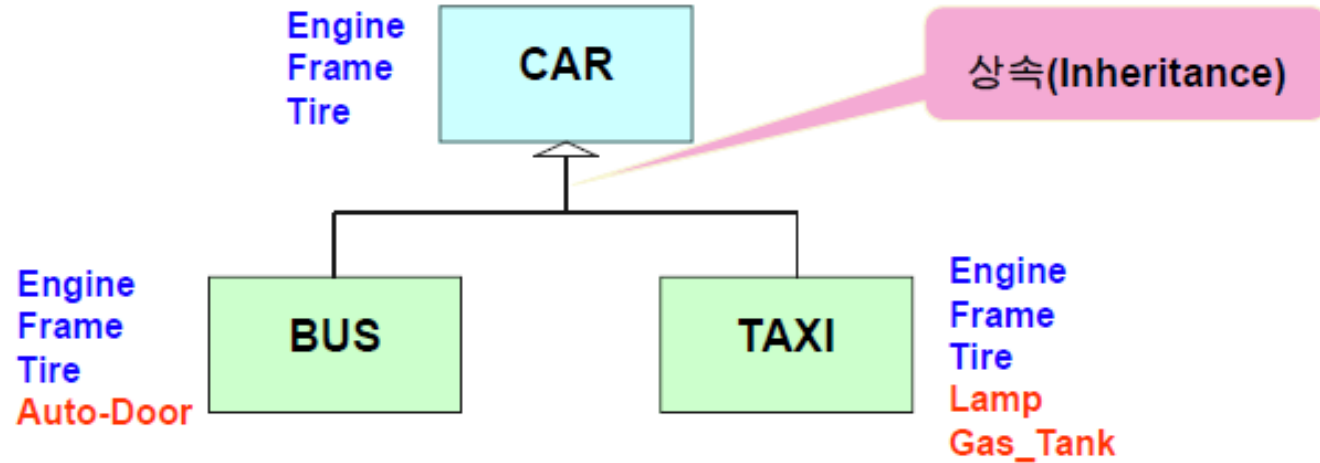 Engine
Frame
Tire
CAR
상속(Inheritance)
Engine
Frame
Tire
Auto-Door
BUS
TAXI
Engine
Frame
Tire
Lamp
Gas_Tank